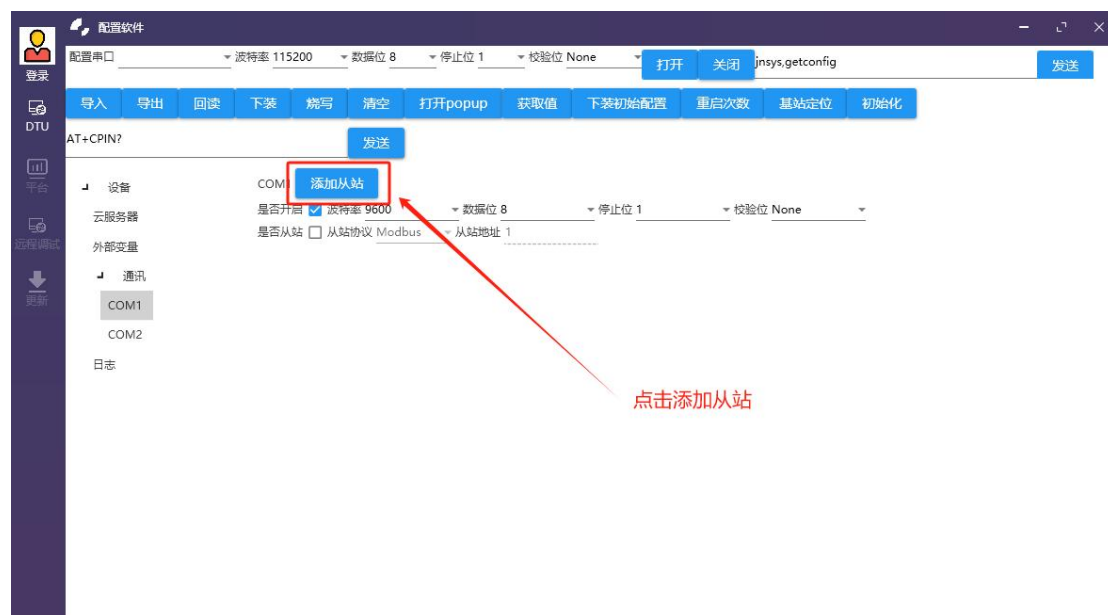 配置软件
登录
DTU
平台
远程调试
更新
配置串口 波特率 115200 数据位 8 停止位 1 校验位 None 打开 关闭 jnsys,getconfig 发送
导入 导出 回读 下装 烧写 清空 打开popup 获取值 下装初始配置 重启次数 基站定位 初始化
AT+CPIN? 发送
设备
云服务器
外部变量
通讯
COM1
COM2
日志
COM1 添加从站
是否开启 波特率 9600 数据位 8 停止位 1 校验位 None
是否从站 从站协议 Modbus 从站地址 1
点击添加从站